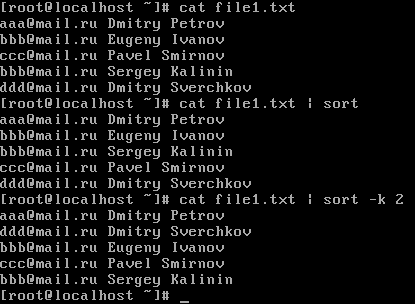 [root@localhost ~]# cat file1.txt
aaa@mail.ru Dmitry Petrov
bbb@mail.ru Eugeny Ivanov
ccc@mail.ru Pavel Smirnov
bbb@mail.ru Sergey Kalinin
ddd@mail.ru Dmitry Sverchkov
[root@localhost ~]# cat file1.txt | sort
aaa@mail.ru Dmitry Petrov
bbb@mail.ru Eugeny Ivanov
bbb@mail.ru Sergey Kalinin
ccc@mail.ru Pavel Smirnov
ddd@mail.ru Dmitry Sverchkov
[root@localhost ~]# cat file1.txt | sort -k 2
aaa@mail.ru Dmitry Petrov
ddd@mail.ru Dmitry Sverchkov
bbb@mail.ru Eugeny Ivanov
ccc@mail.ru Pavel Smirnov
bbb@mail.ru Sergey Kalinin
[root@localhost ~]# _